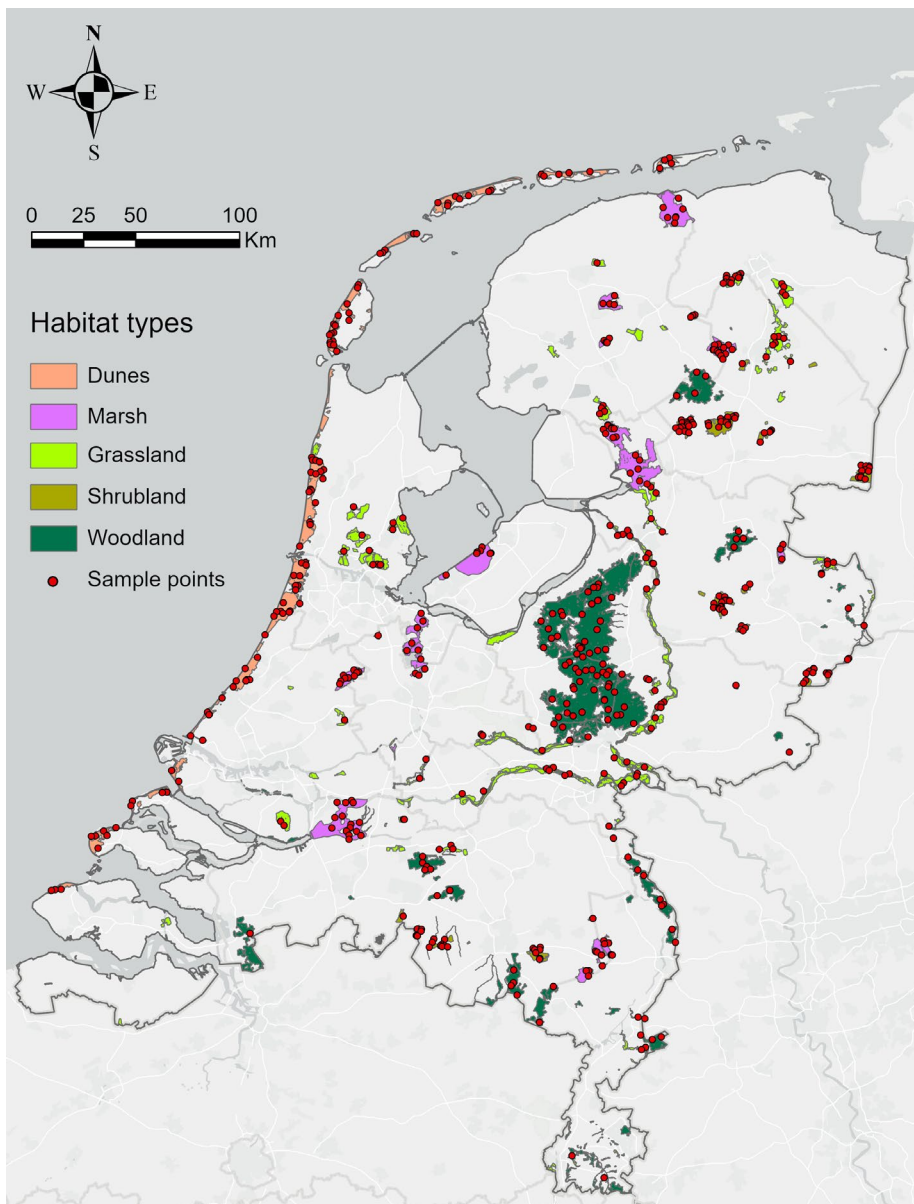 N
W E
S
0 25 50 100
Km
Habitat types
Dunes
Marsh
Grassland
Shrubland
Woodland
Sample points